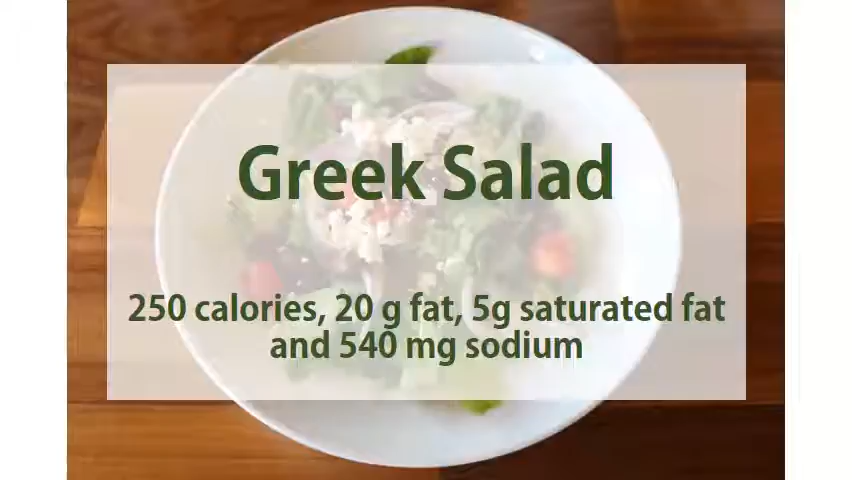 Greek Salad
250 calories, 20 g fat, 5g saturated fat
and 540 mg sodium